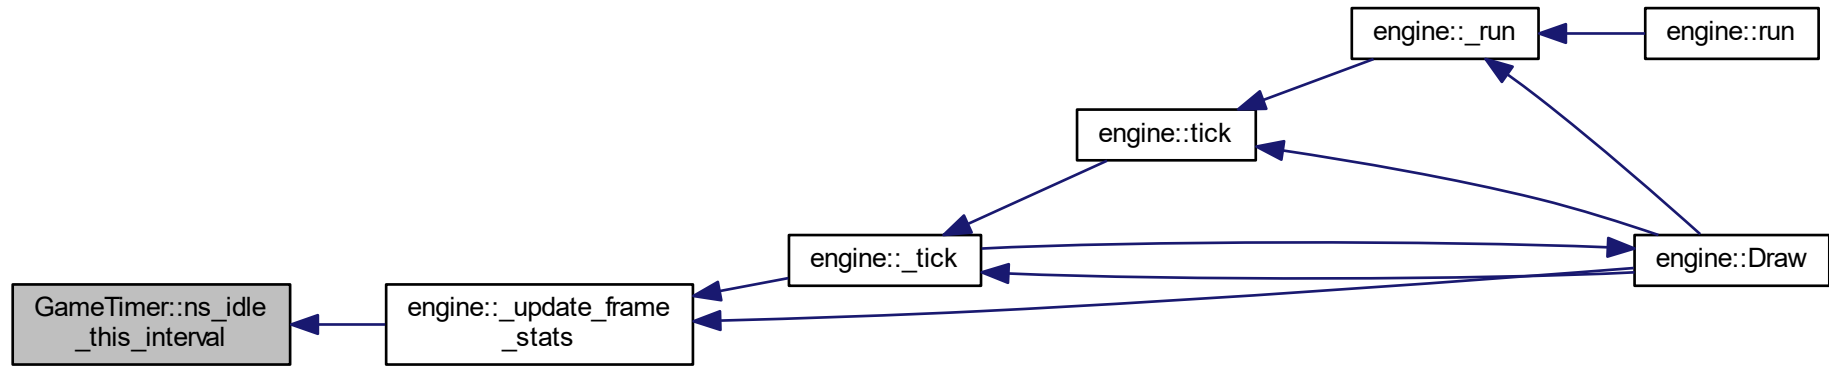 engine::_run
engine::run
engine::tick
engine::_tick
engine::Draw
GameTimer::ns_idle
_this_interval
engine::_update_frame
_stats